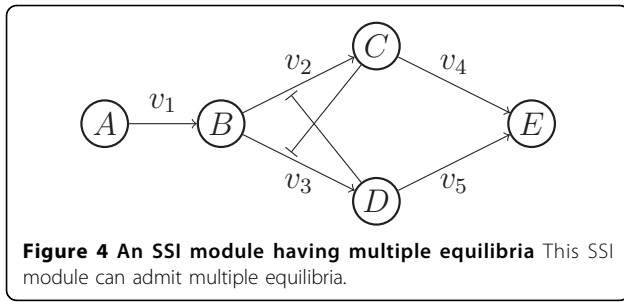 C
v2
v4
A
v1
B
E
v3
v5
D
Figure 4 An SSI module having multiple equilibria This SSI
module can admit multiple equilibria.